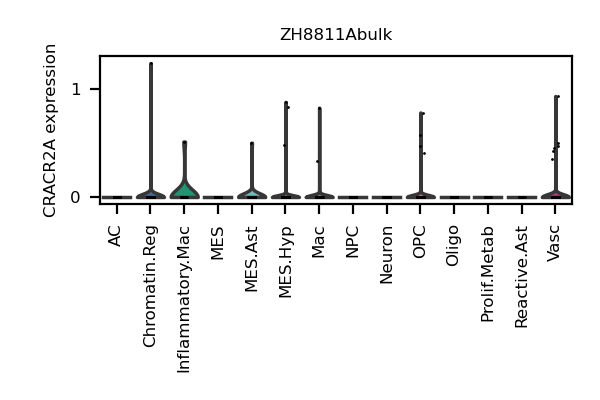 ZH8811Abulk
CRACR2A expression
1
0
AC
Chromatin.Reg
Inflammatory.Mac
MES
MES.Ast
MES.Hyp
Mac
NPC
Neuron
OPC
Oligo
Prolif.Metab
Reactive.Ast
Vasc